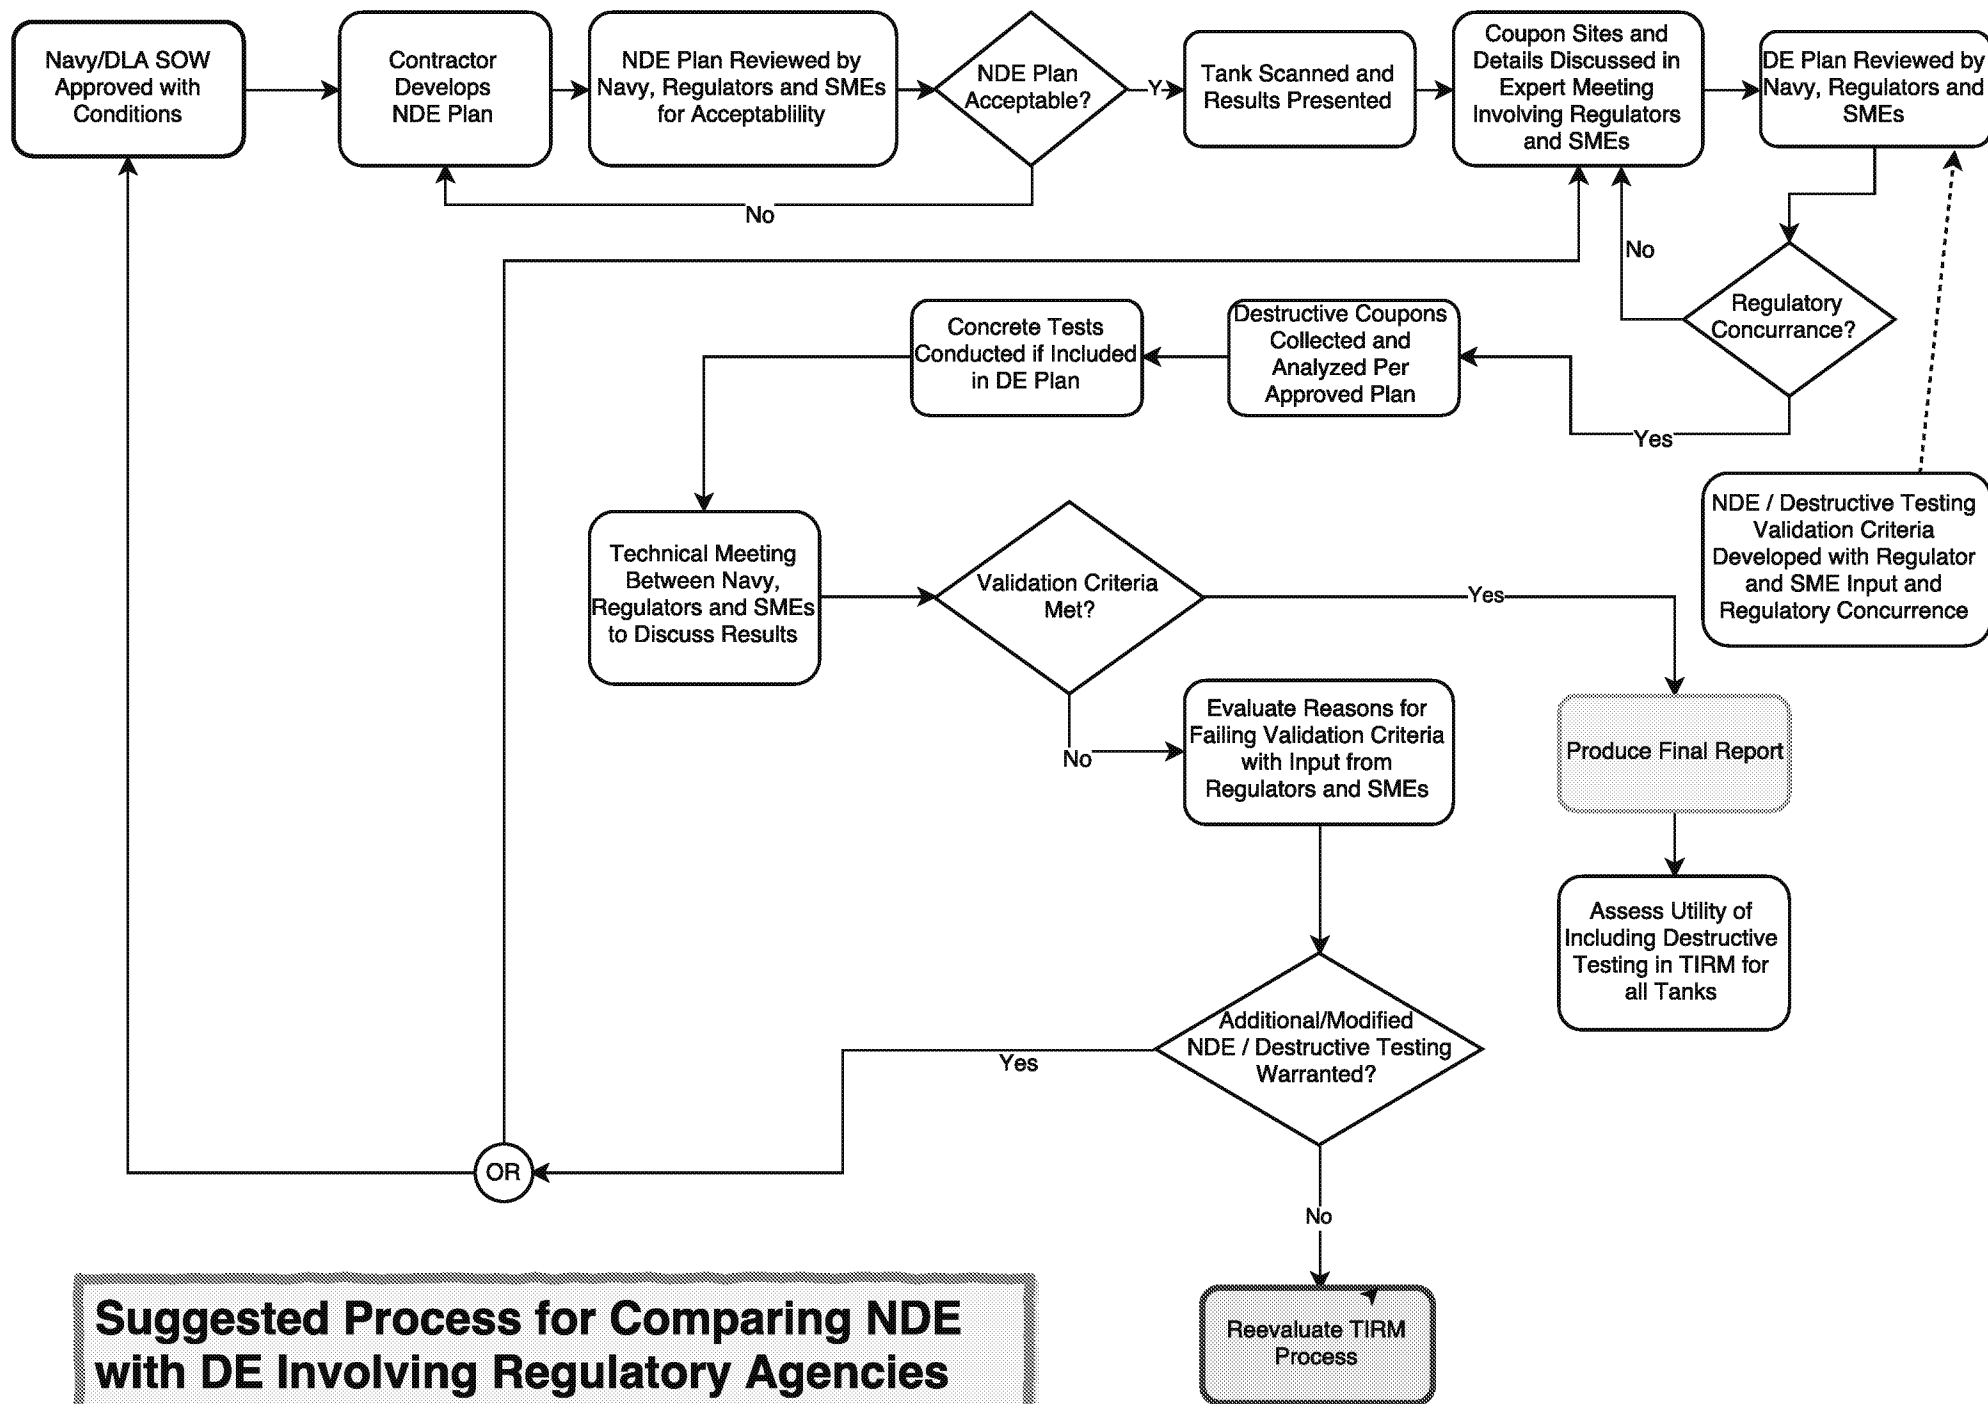 Navy/DLA SOW
Approved with
Conditions
Contractor
Develops
NDE Plan
NDE Plan Reviewed by
Navy, Regulators and SMEs
for Acceptablility
NDE Plan
Acceptable?
Y
No
Tank Scanned and
Results Presented
Coupon Sites and
Details Discussed in
Expert Meeting
Involving Regulators
and SMEs
DE Plan Reviewed by
Navy, Regulators and
SMEs
No
Regulatory
Concurrance?
Yes
Destructive Coupons
Collected and
Analyzed Per
Approved Plan
Concrete Tests
Conducted if Included
in DE Plan
NDE / Destructive Testing
Validation Criteria
Developed with Regulator
and SME Input and
Regulatory Concurrence
Technical Meeting
Between Navy,
Regulators and SMEs
to Discuss Results
Validation Criteria
Met?
Yes
No
Evaluate Reasons for
Failing Validation Criteria
with Input from
Regulators and SMEs
Produce Final Report
Assess Utility of
Including Destructive
Testing in TIRM for
all Tanks
Additional/Modified
NDE / Destructive Testing
Warranted?
Yes
OR
No
Reevaluate TIRM
Process
Suggested Process for Comparing NDE
with DE Involving Regulatory Agencies